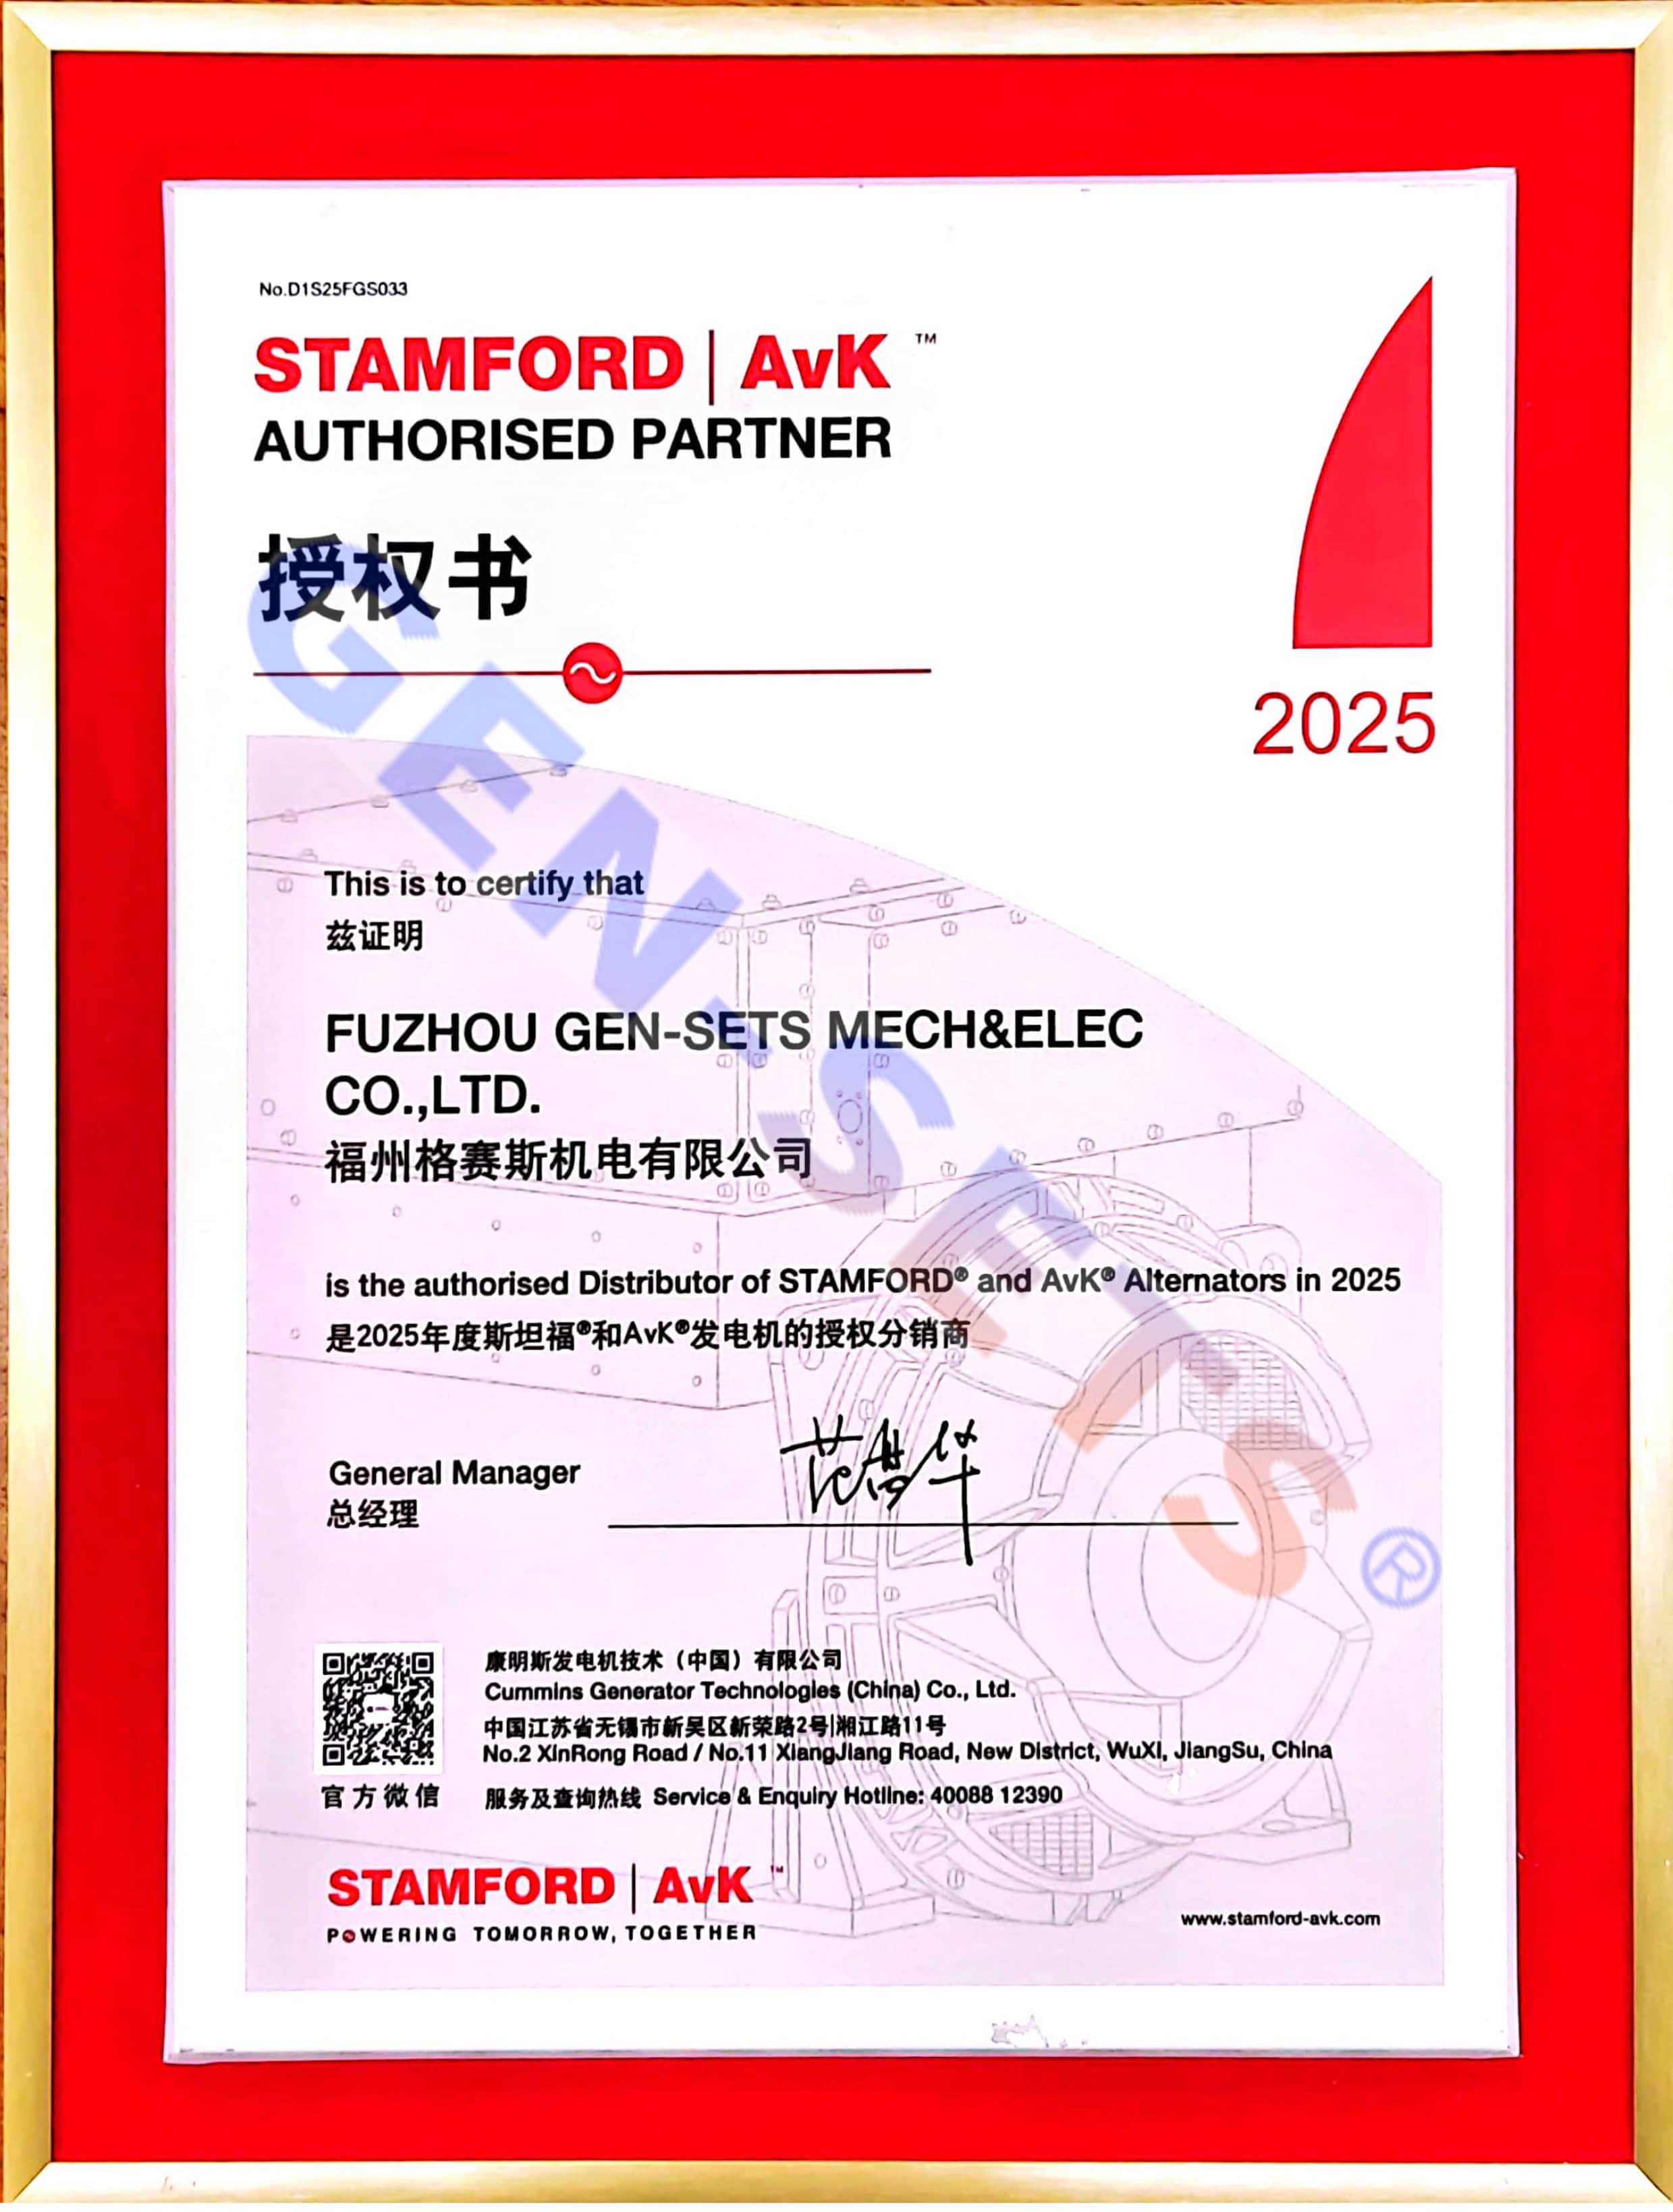 No.D1S25FGS033
STAMFORD | AvK ™
AUTHORISED PARTNER
授权书
2025
This is to certify that
兹证明
FUZHOU GEN-SETS MECH&ELEC
CO.,LTD.
福州格赛斯机电有限公司
is the authorised Distributor of STAMFORD® and AvK® Alternators in 2025
是2025年度斯坦福®和AvK®发电机的授权分销商
General Manager
总经理
康明斯发电机技术（中国）有限公司
Cummins Generator Technologies (China) Co., Ltd.
中国江苏省无锡市新吴区新荣路2号|湘江路11号
No.2 XinRong Road / No.11 XiangJiang Road, New District, WuXi, JiangSu, China
官方微信
服务及查询热线 Service & Enquiry Hotline: 40088 12390
STAMFORD | AvK ™
POWERING TOMORROW, TOGETHER
www.stamford-avk.com
GEN-SETS®